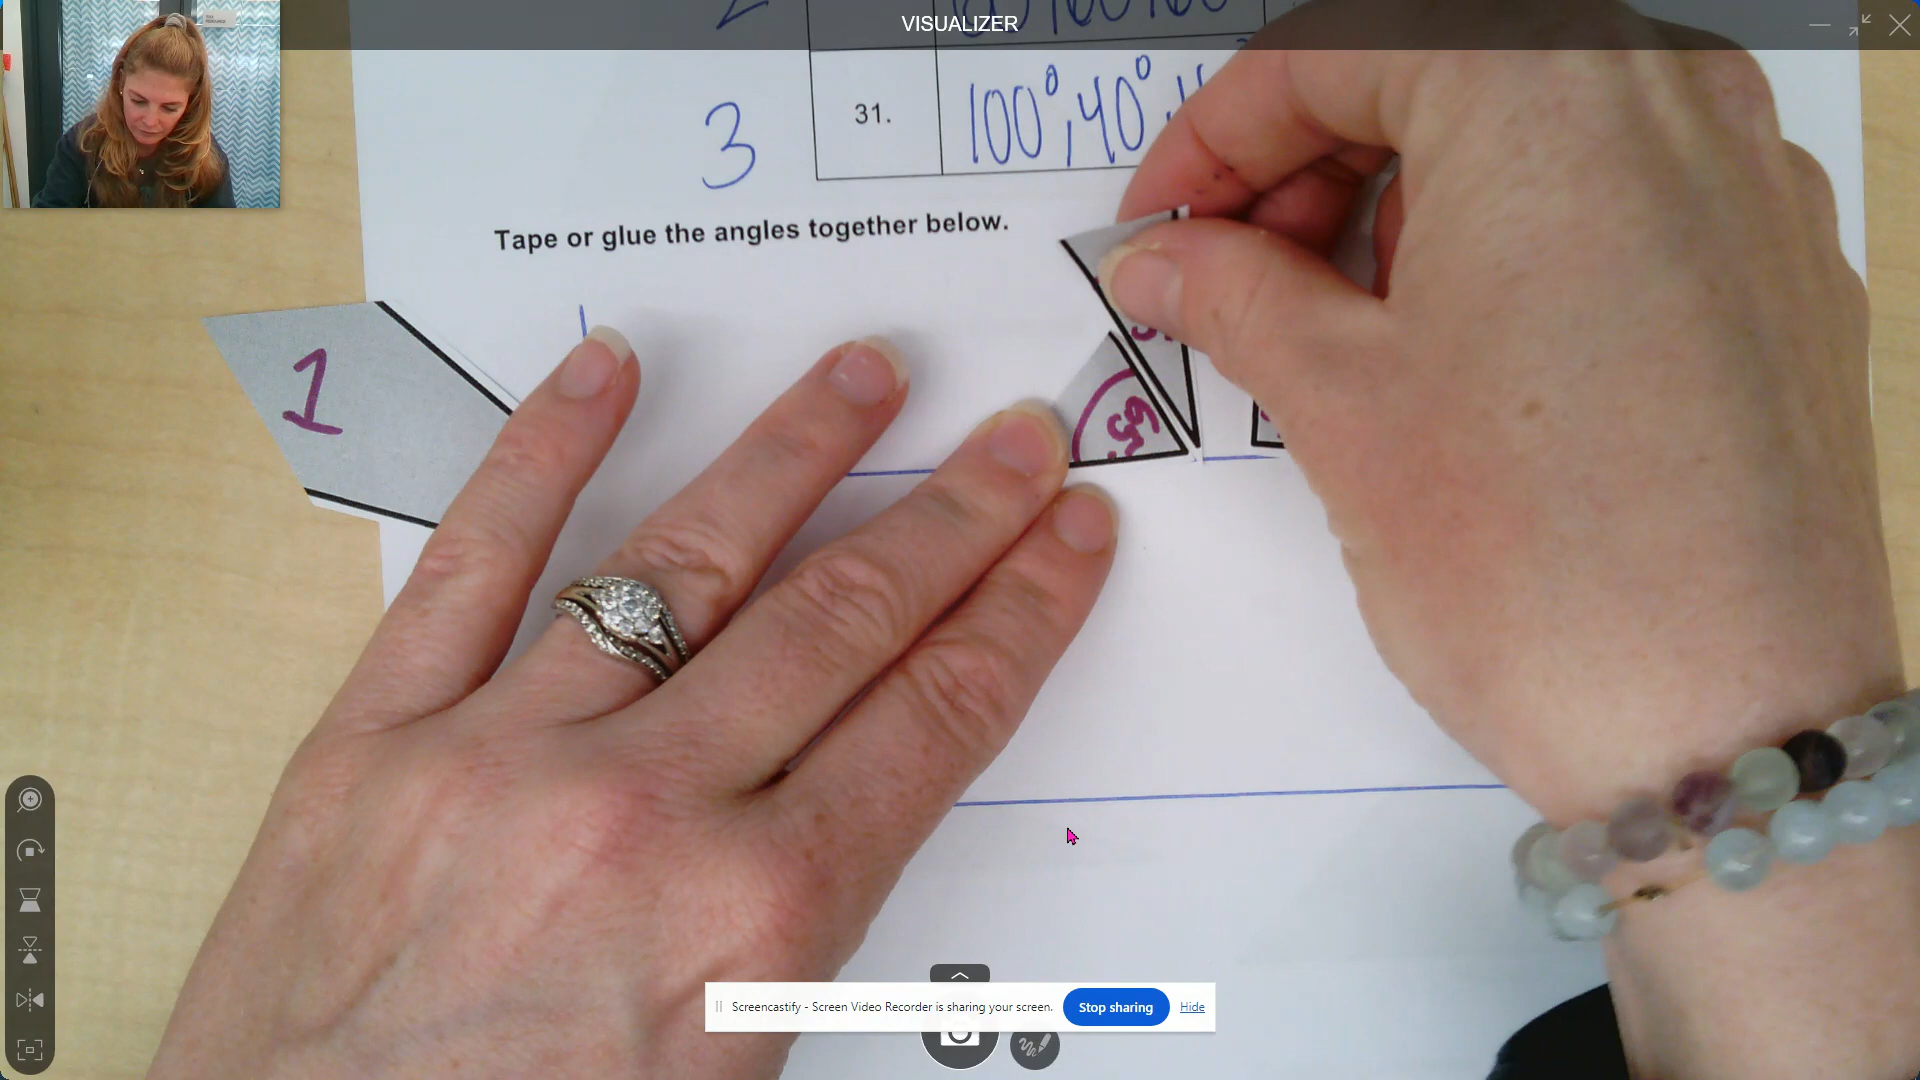 VISUALIZER
31.
100°, 40°,
3
Tape or glue the angles together below.
1
65°
Screencastify - Screen Video Recorder is sharing your screen.
Stop sharing
Hide